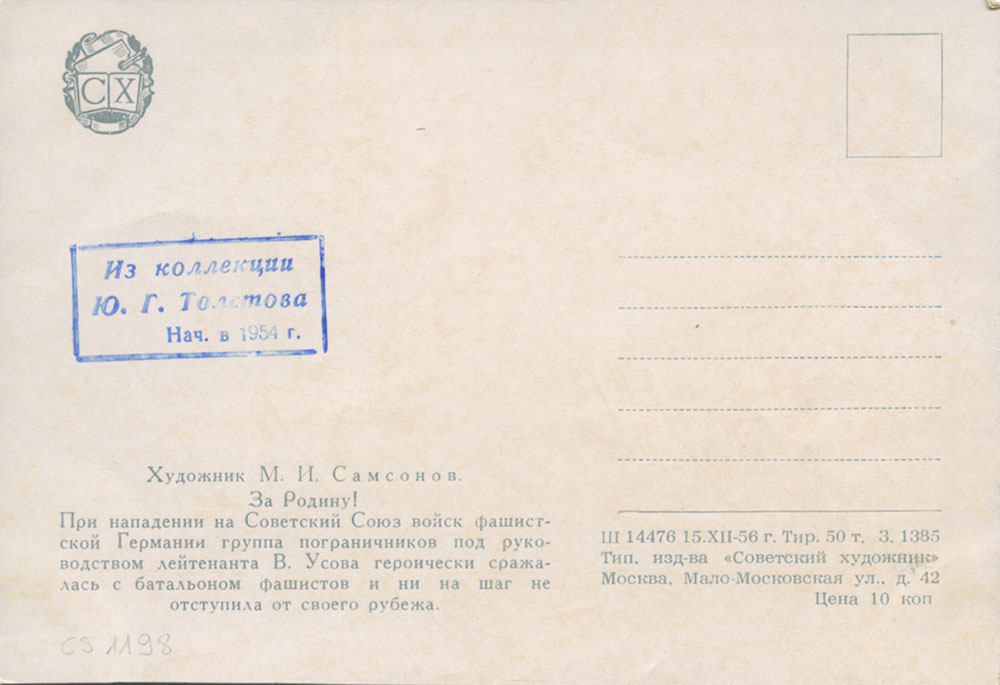 СХ
Из коллекции
Ю. Г. Толстова
Нач. в 1954 г.
Художник М. И. Самсонов.
За Родину!
При нападении на Советский Союз войск фашист-
ской Германии группа пограничников под руко-
водством лейтенанта В. Усова героически сража-
лась с батальоном фашистов и ни на шаг не
отступила от своего рубежа.
Ш 14476 15.XII-56 г. Тир. 50 т. З. 1385
Тип. изд-ва «Советский художник»
Москва, Мало-Московская ул., д. 42
Цена 10 коп
CS 1198